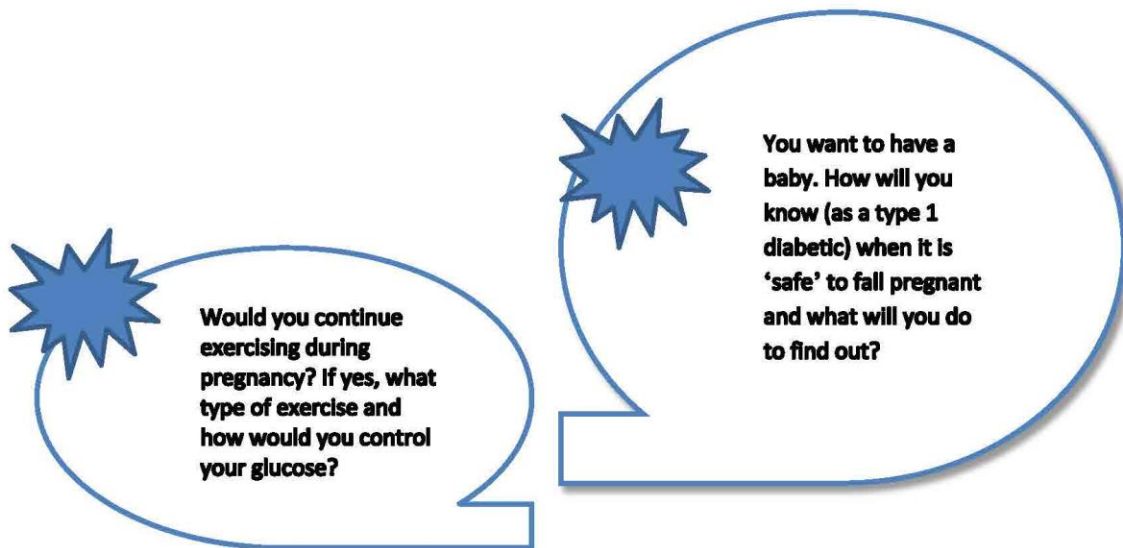 Would you continue
exercising during
pregnancy? If yes, what
type of exercise and
how would you control
your glucose?
You want to have a
baby. How will you
know (as a type 1
diabetic) when it is
‘safe’ to fall pregnant
and what will you do
to find out?